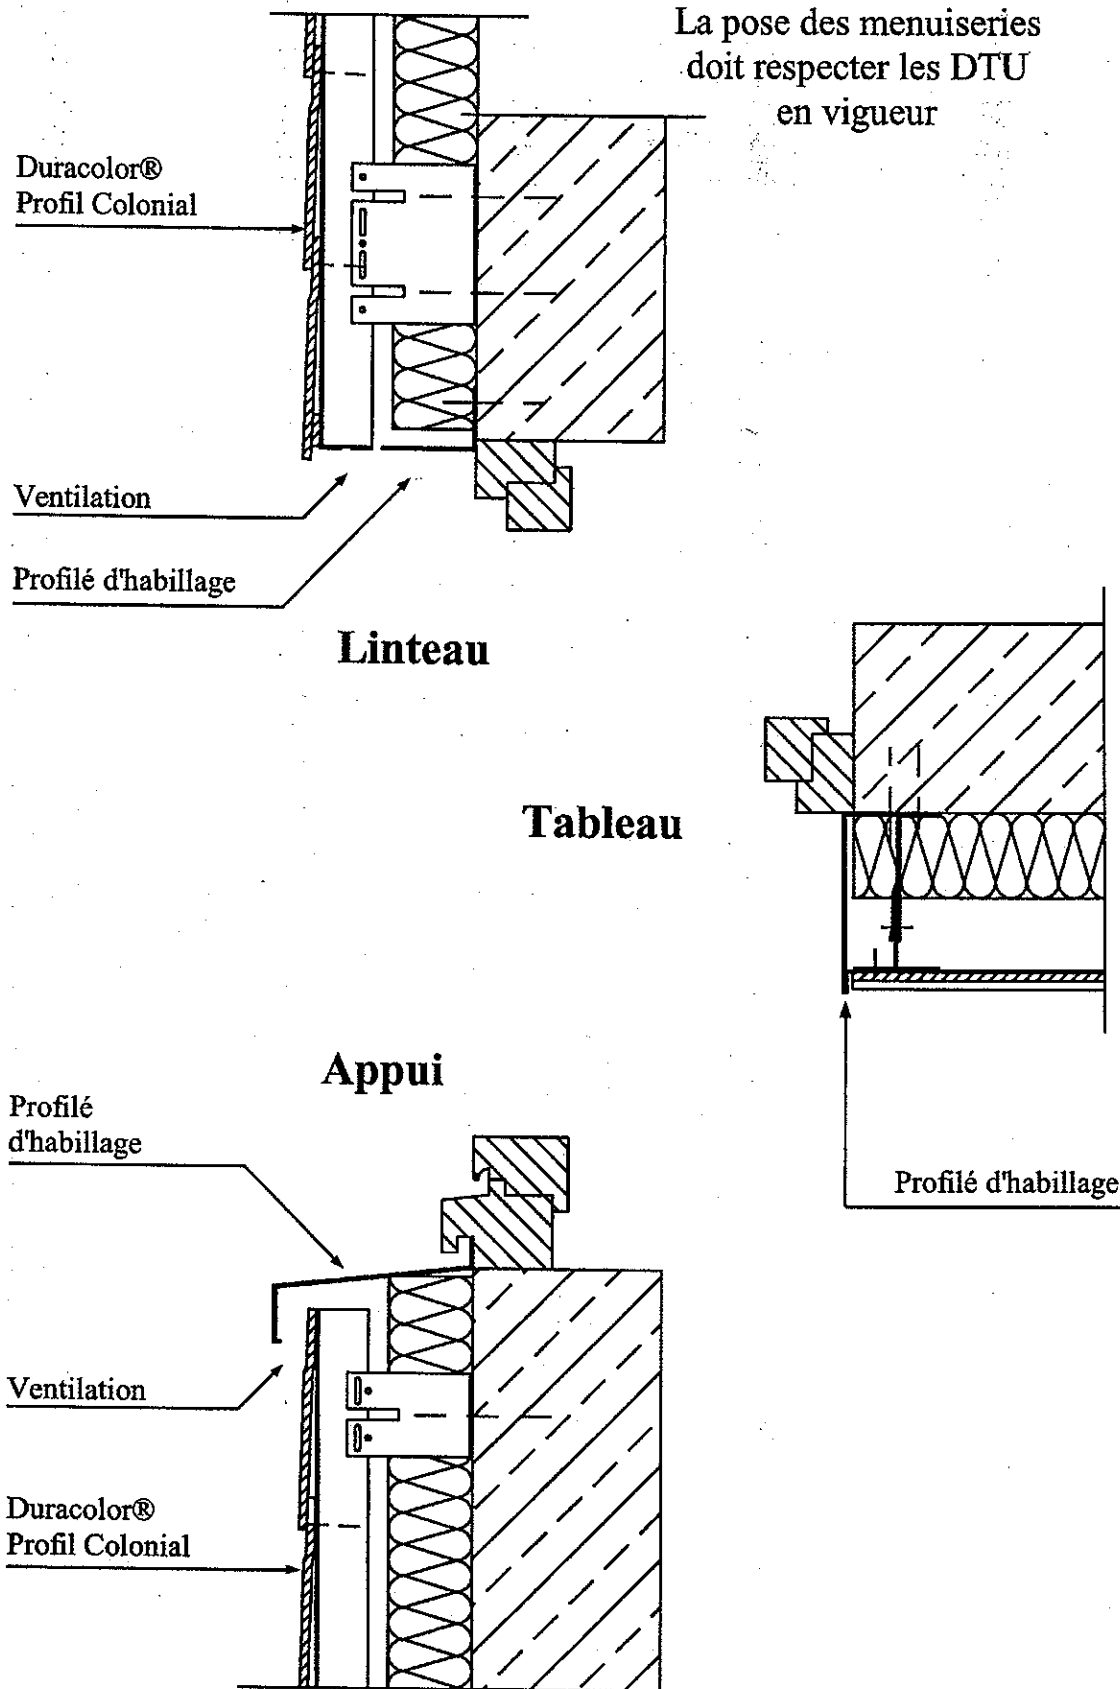 La pose des menuiseries
doit respecter les DTU
en vigueur
Duracolor®
Profil Colonial
Ventilation
Profilé d'habillage
Linteau
Tableau
Appui
Profilé
d'habillage
Profilé d'habillage
Ventilation
Duracolor®
Profil Colonial